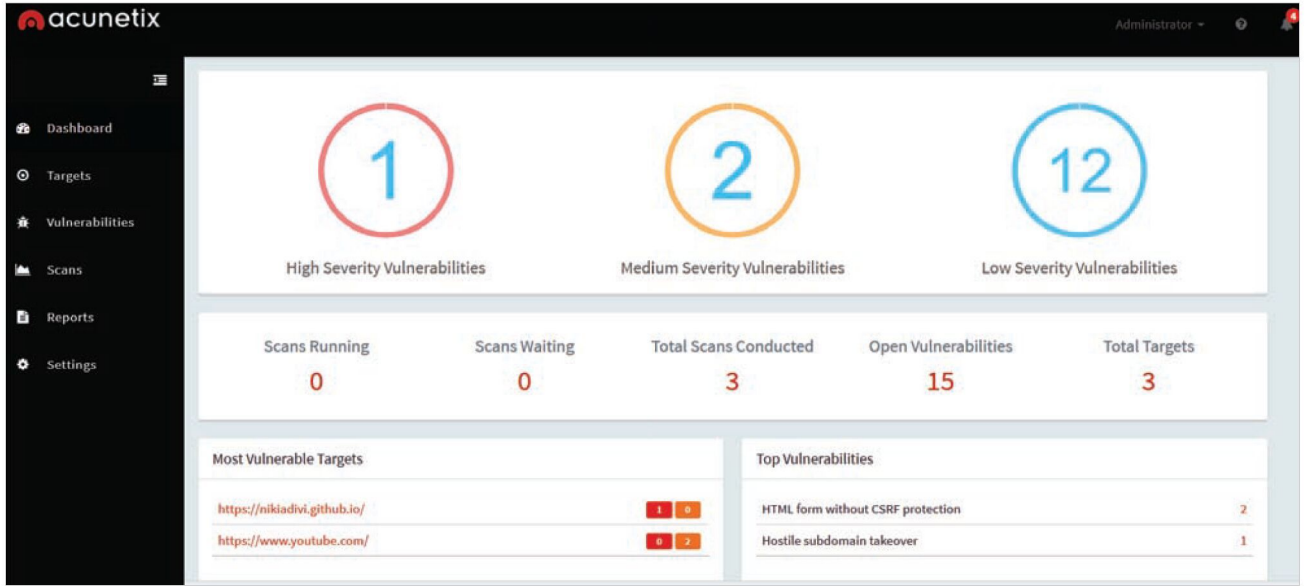 acunetix
Administrator
4
Dashboard
Targets
Vulnerabilities
Scans
Reports
Settings
1
2
12
High Severity Vulnerabilities
Medium Severity Vulnerabilities
Low Severity Vulnerabilities
Scans Running
Scans Waiting
Total Scans Conducted
Open Vulnerabilities
Total Targets
0
0
3
15
3
Most Vulnerable Targets
https://nikiadivi.github.io/ 1 0
https://www.youtube.com/ 0 2
Top Vulnerabilities
HTML form without CSRF protection 2
Hostile subdomain takeover 1